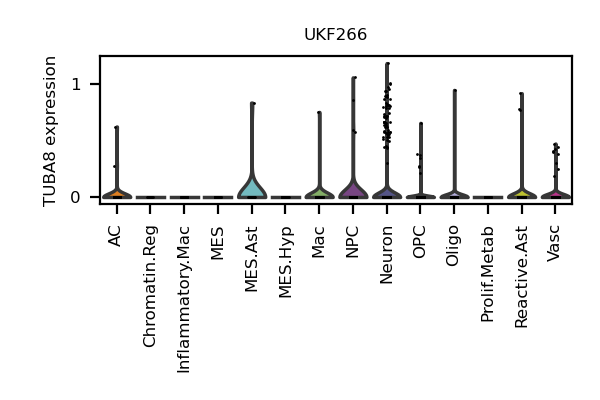 UKF266
TUBA8 expression
1
0
AC
Chromatin.Reg
Inflammatory.Mac
MES
MES.Ast
MES.Hyp
Mac
NPC
Neuron
OPC
Oligo
Prolif.Metab
Reactive.Ast
Vasc